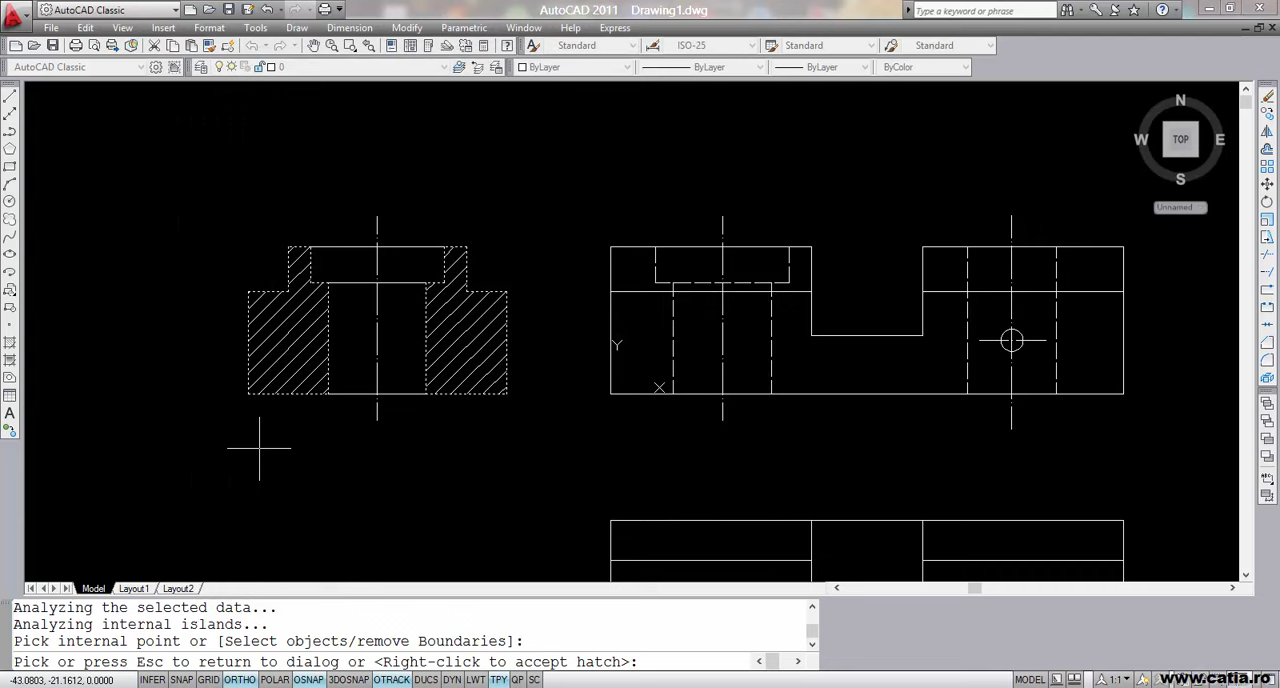 AutoCAD Classic
AutoCAD 2011 Drawing1.dwg
Type a keyword or phrase
File Edit View Insert Format Tools Draw Dimension Modify Parametric Window Help Express
Standard ISO-25 Standard Standard
AutoCAD Classic 0 ByLayer ByLayer ByLayer ByColor
N
W TOP E
S
Unnamed
Y
X
Model Layout1 Layout2
Analyzing the selected data...
Analyzing internal islands...
Pick internal point or [Select objects/remove Boundaries]:
Pick or press Esc to return to dialog or <Right-click to accept hatch>:
-43.0803, -21.1612, 0.0000 INFER SNAP GRID ORTHO POLAR OSNAP 3DOSNAP OTRACK DUCS DYN LWT TPY QP SC MODEL 1:1
www.catia.ro